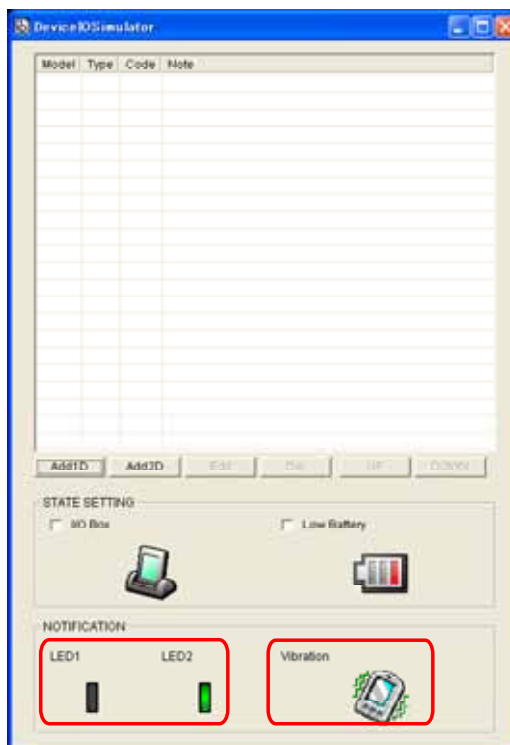 DeviceIOSimulator
Model Type Code Note
Add1D Add2D Edit Del UP DOWN
STATE SETTING
I/O Box Low Battery
NOTIFICATION
LED1 LED2 Vibration